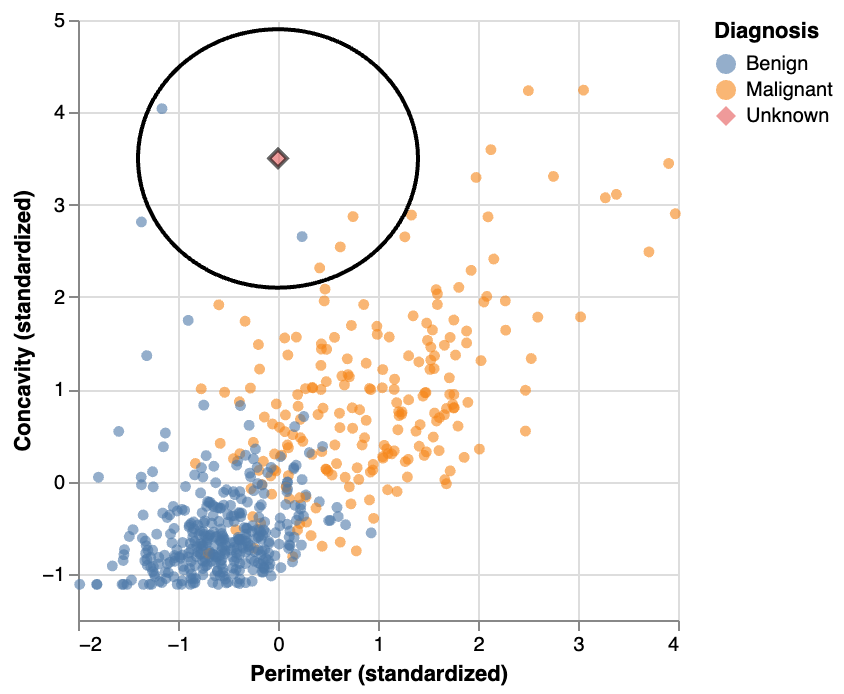 Diagnosis
Benign
Malignant
Unknown
5
4
3
2
1
0
−1
Concavity (standardized)
−2 −1 0 1 2 3 4
Perimeter (standardized)